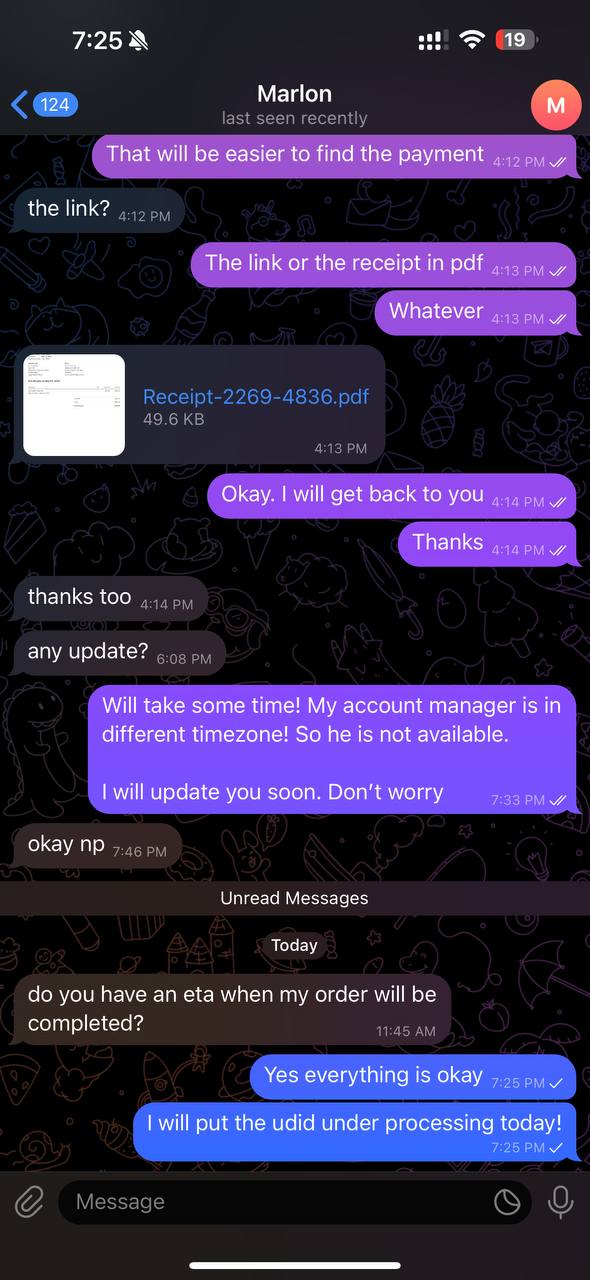 7:25
19
124
Marlon
last seen recently
M
That will be easier to find the payment 4:12 PM
the link? 4:12 PM
The link or the receipt in pdf 4:13 PM
Whatever 4:13 PM
Receipt-2269-4836.pdf
49.6 KB
4:13 PM
Okay. I will get back to you 4:14 PM
Thanks 4:14 PM
thanks too 4:14 PM
any update? 6:08 PM
Will take some time! My account manager is in
different timezone! So he is not available.
I will update you soon. Don’t worry 7:33 PM
okay np 7:46 PM
Unread Messages
Today
do you have an eta when my order will be
completed? 11:45 AM
Yes everything is okay 7:25 PM
I will put the udid under processing today!
7:25 PM
Message